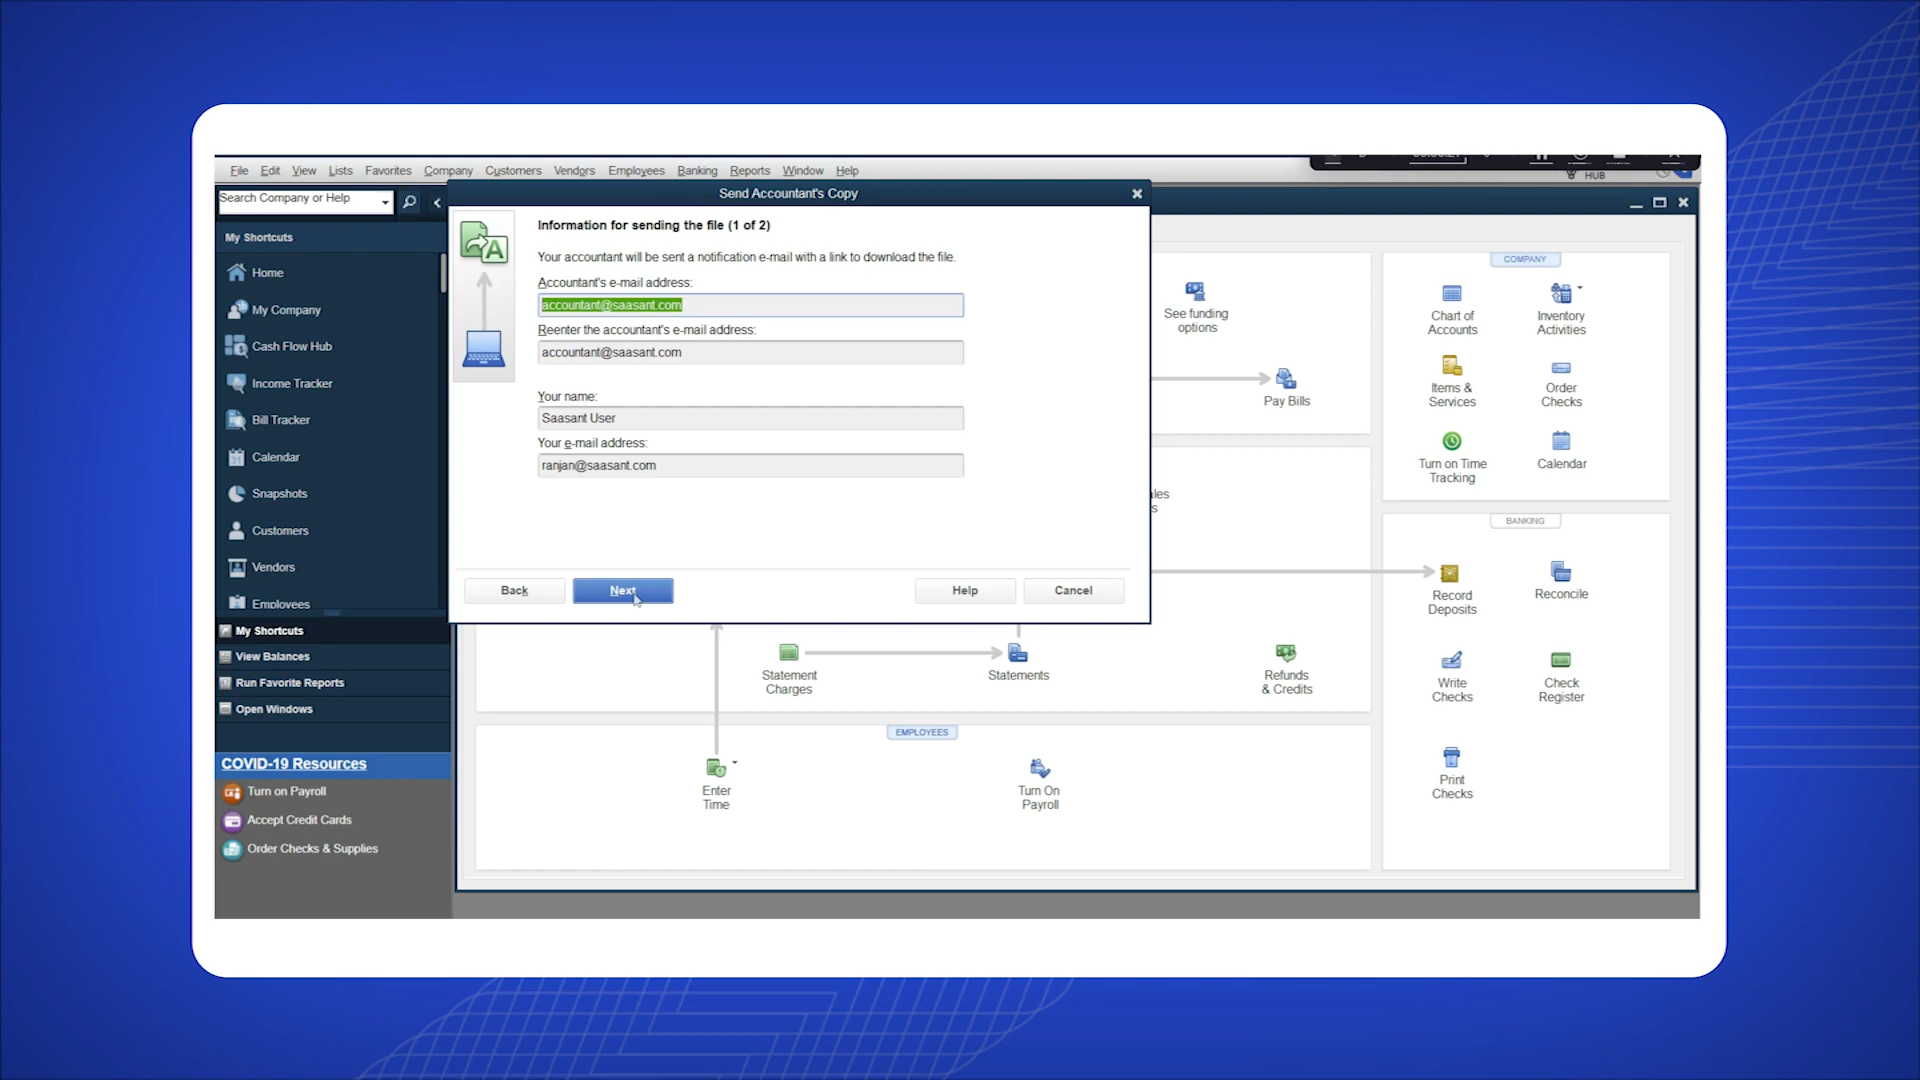 File Edit View Lists Favorites Company Customers Vendors Employees Banking Reports Window Help
HUB
Search Company or Help
Send Accountant's Copy
My Shortcuts
Home
My Company
Cash Flow Hub
Income Tracker
Bill Tracker
Calendar
Snapshots
Customers
Vendors
Employees
My Shortcuts
View Balances
Run Favorite Reports
Open Windows
COVID-19 Resources
Turn on Payroll
Accept Credit Cards
Order Checks & Supplies
Information for sending the file (1 of 2)
Your accountant will be sent a notification e-mail with a link to download the file.
Accountant's e-mail address:
accountant@saasant.com
Reenter the accountant's e-mail address:
accountant@saasant.com
Your name:
Saasant User
Your e-mail address:
ranjan@saasant.com
Back
Next
Help
Cancel
See funding
options
Pay Bills
Statement
Charges
Statements
Refunds
& Credits
EMPLOYEES
Enter
Time
Turn On
Payroll
COMPANY
Chart of
Accounts
Inventory
Activities
Items &
Services
Order
Checks
Turn on Time
Tracking
Calendar
BANKING
Record
Deposits
Reconcile
Write
Checks
Check
Register
Print
Checks